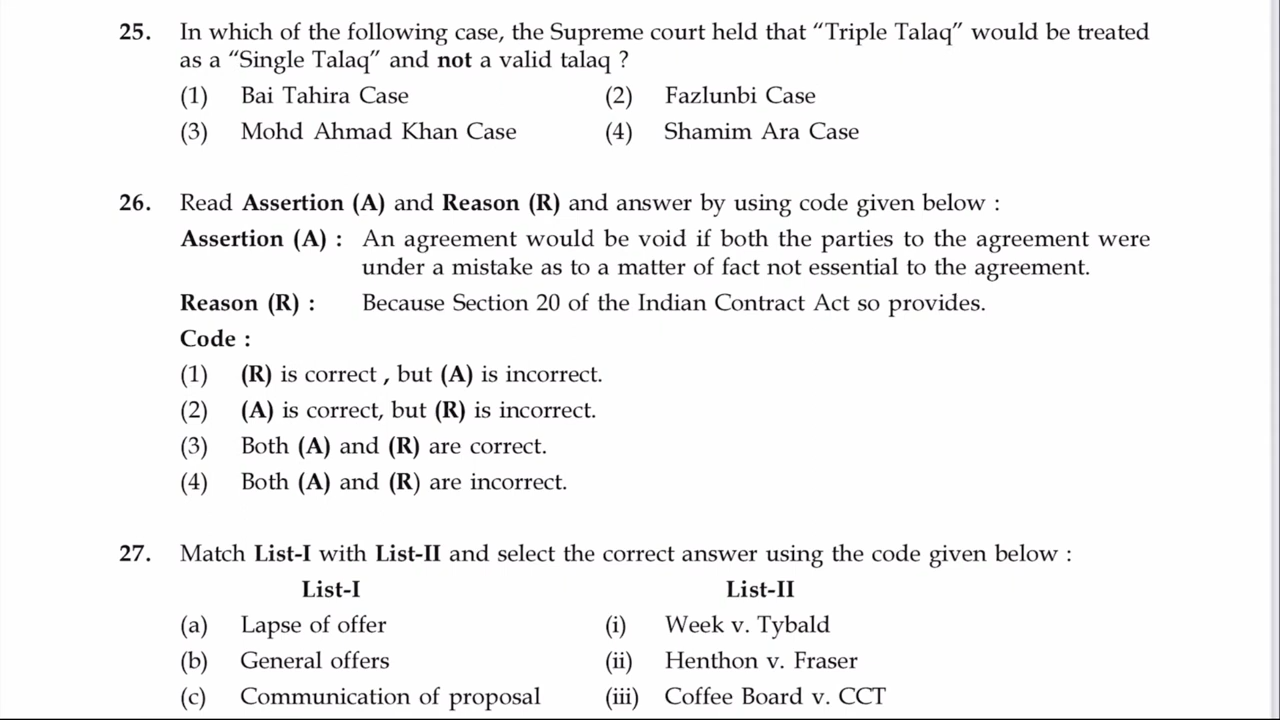 25. In which of the following case, the Supreme court held that “Triple Talaq” would be treated
as a “Single Talaq” and not a valid talaq ?
(1) Bai Tahira Case (2) Fazlunbi Case
(3) Mohd Ahmad Khan Case (4) Shamim Ara Case
26. Read Assertion (A) and Reason (R) and answer by using code given below :
Assertion (A) : An agreement would be void if both the parties to the agreement were
under a mistake as to a matter of fact not essential to the agreement.
Reason (R) : Because Section 20 of the Indian Contract Act so provides.
Code :
(1) (R) is correct , but (A) is incorrect.
(2) (A) is correct, but (R) is incorrect.
(3) Both (A) and (R) are correct.
(4) Both (A) and (R) are incorrect.
27. Match List-I with List-II and select the correct answer using the code given below :
List-I List-II
(a) Lapse of offer (i) Week v. Tybald
(b) General offers (ii) Henthon v. Fraser
(c) Communication of proposal (iii) Coffee Board v. CCT